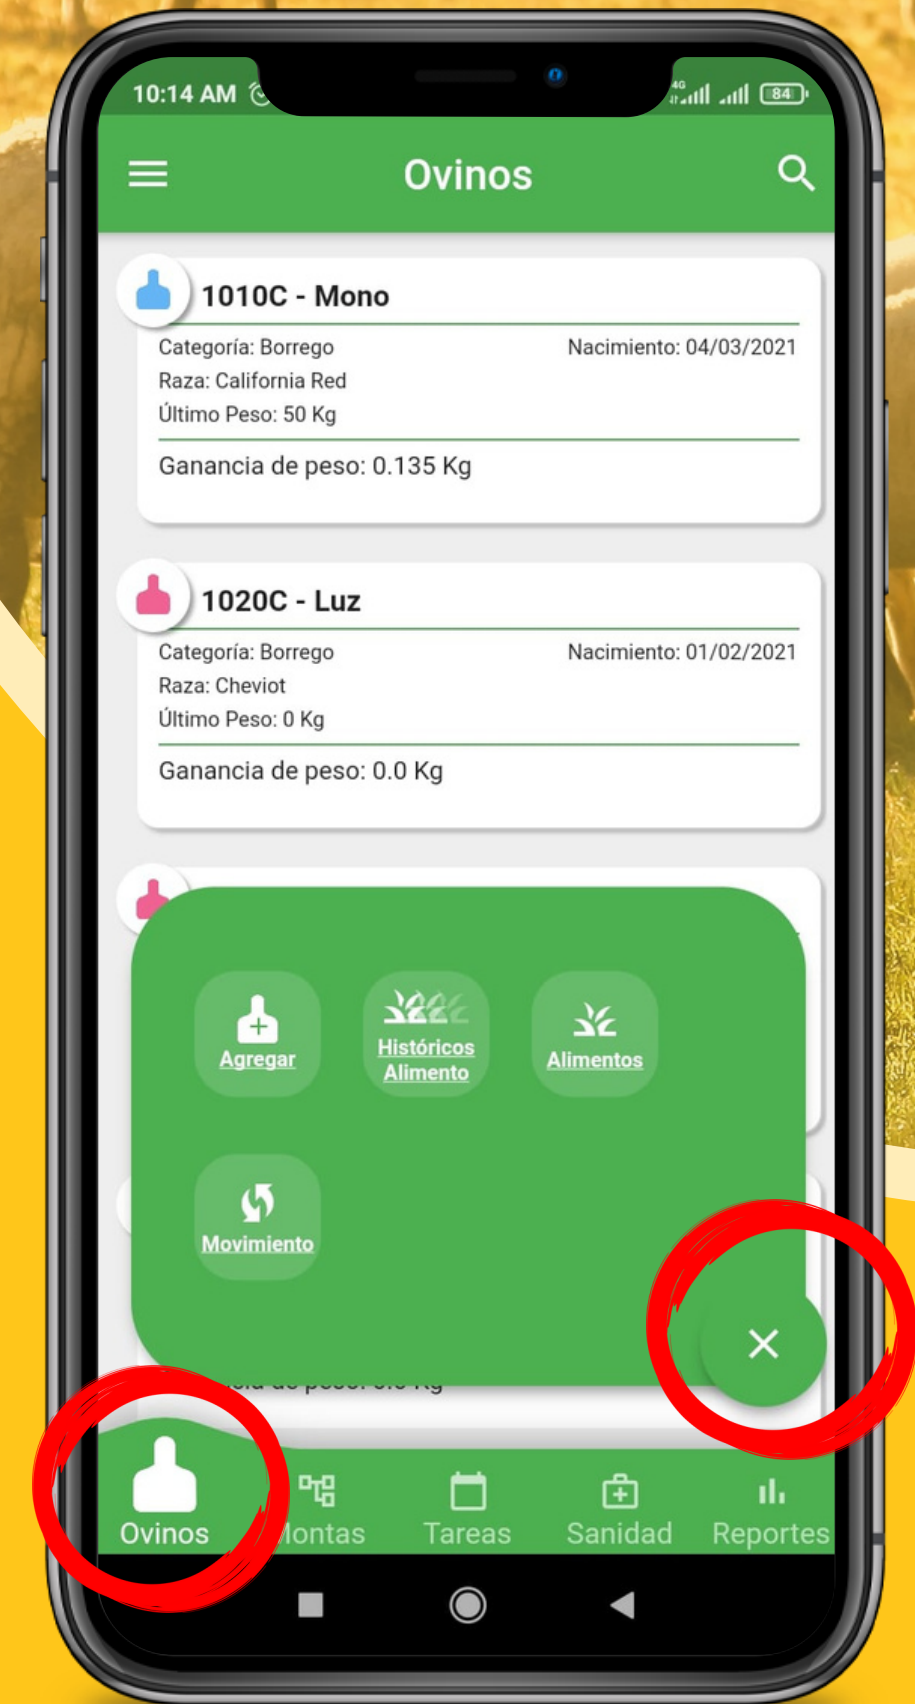 10:14 AM
4G
84
Ovinos
1010C - Mono
Categoría: Borrego
Nacimiento: 04/03/2021
Raza: California Red
Último Peso: 50 Kg
Ganancia de peso: 0.135 Kg
1020C - Luz
Categoría: Borrego
Nacimiento: 01/02/2021
Raza: Cheviot
Último Peso: 0 Kg
Ganancia de peso: 0.0 Kg
Agregar
Históricos
Alimento
Alimentos
Movimiento
Ovinos
Tareas
Sanidad
Reportes